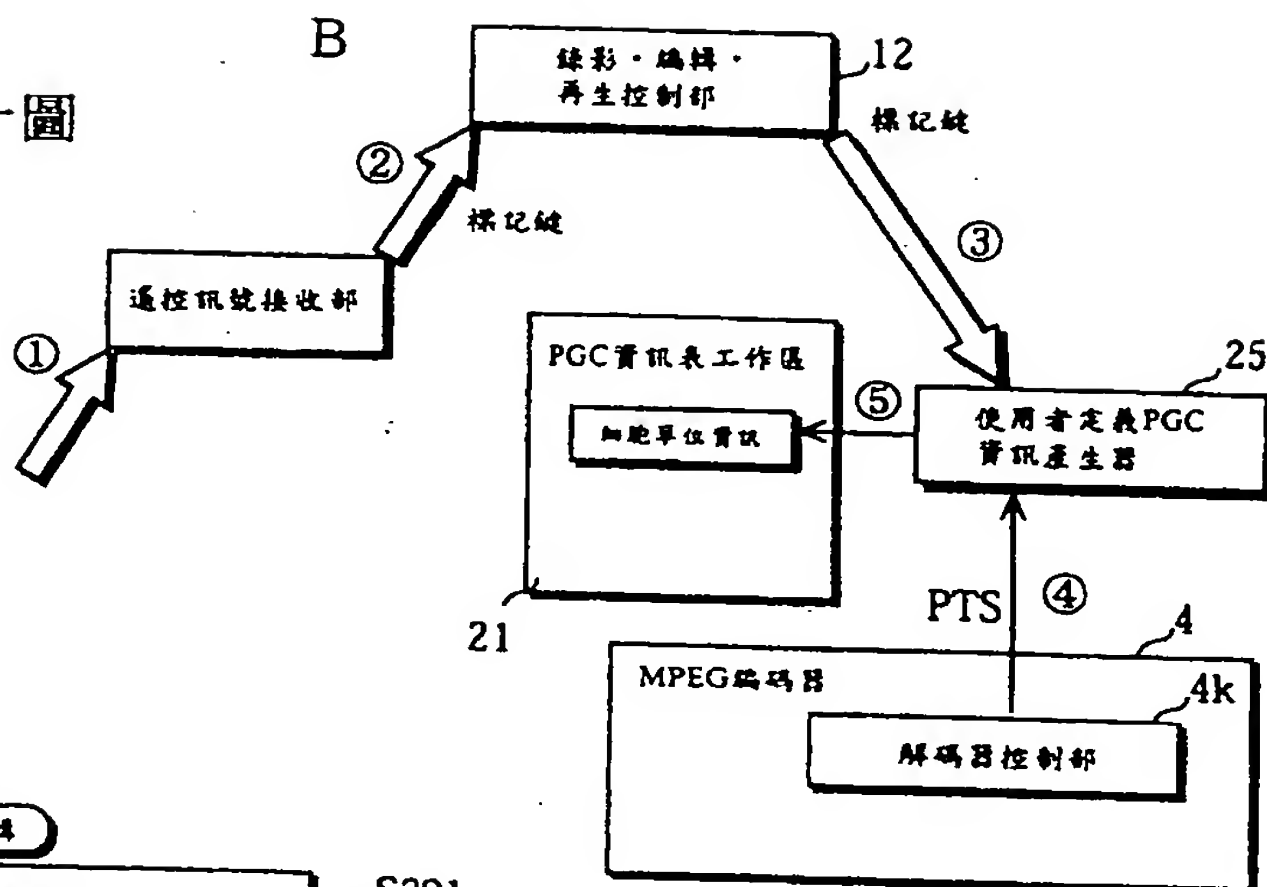 B
圖
錄影・編輯・
再生控制部
12
標記鍵
②
標記鍵
③
遙控訊號接收部
①
PGC資訊表工作區
細胞單位資訊
⑤
25
使用者定義PGC
資訊產生器
21
PTS
④
4
MPEG編碼器
4k
解碼器控制部